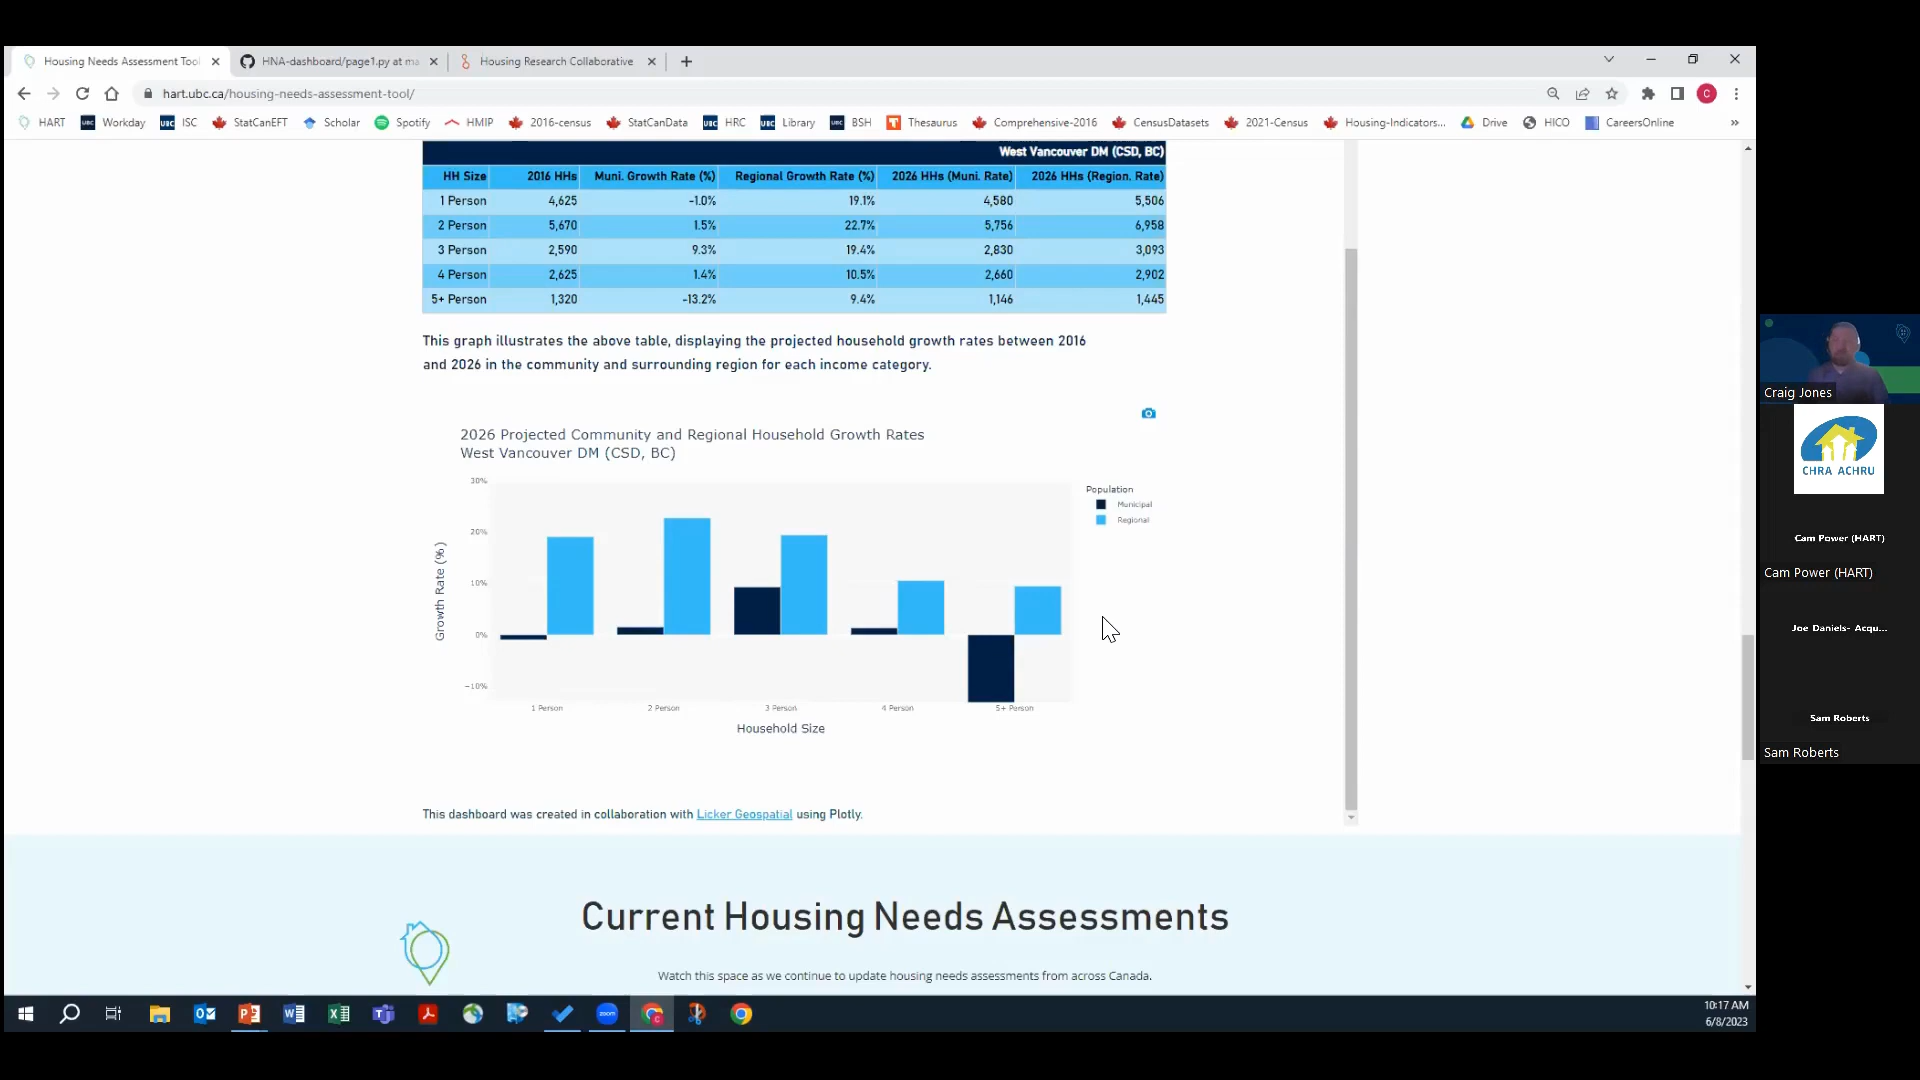 Housing Needs Assessment Tool
HNA-dashboard/page1.py at ma
Housing Research Collaborative
hart.ubc.ca/housing-needs-assessment-tool/
C
HART
UBC Workday
UBC ISC
StatCanEFT
Scholar
Spotify
HMIP
2016-census
StatCanData
UBC HRC
UBC Library
UBC BSH
Thesaurus
Comprehensive-2016
CensusDatasets
2021-Census
Housing-Indicators...
Drive
HICO
CareersOnline
West Vancouver DM (CSD, BC)
HH Size 2016 HHs Muni. Growth Rate (%) Regional Growth Rate (%) 2026 HHs (Muni. Rate) 2026 HHs (Region. Rate)
1 Person 4,625 -1.0% 19.1% 4,580 5,506
2 Person 5,670 1.5% 22.7% 5,756 6,958
3 Person 2,590 9.3% 19.4% 2,830 3,093
4 Person 2,625 1.4% 10.5% 2,660 2,902
5+ Person 1,320 -13.2% 9.4% 1,146 1,445
This graph illustrates the above table, displaying the projected household growth rates between 2016
and 2026 in the community and surrounding region for each income category.
2026 Projected Community and Regional Household Growth Rates
West Vancouver DM (CSD, BC)
Growth Rate (%)
30%
20%
10%
0%
−10%
Population
Municipal
Regional
1 Person
2 Person
3 Person
4 Person
5+ Person
Household Size
This dashboard was created in collaboration with Licker Geospatial using Plotly.
Current Housing Needs Assessments
Watch this space as we continue to update housing needs assessments from across Canada.
zoom
10:17 AM
6/8/2023
Craig Jones
CHRA ACHRU
Cam Power (HART)
Cam Power (HART)
Joe Daniels- Acqu...
Sam Roberts
Sam Roberts